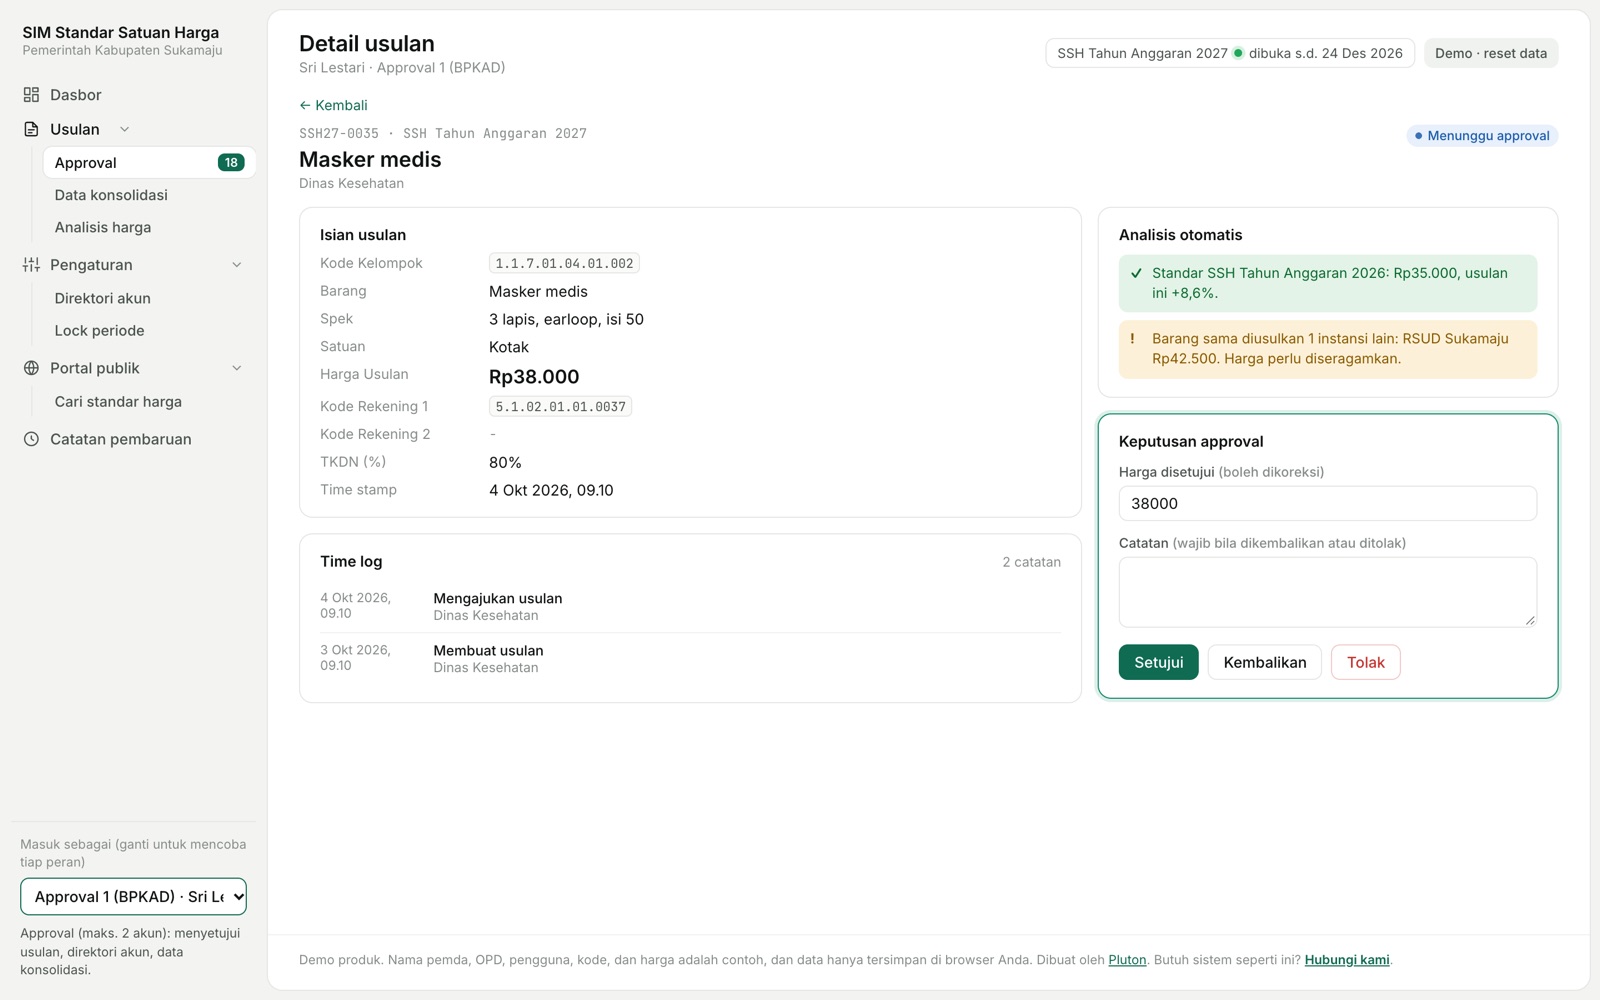 SIM Standar Satuan Harga
Pemerintah Kabupaten Sukamaju
Dasbor
Usulan
Approval 18
Data konsolidasi
Analisis harga
Pengaturan
Direktori akun
Lock periode
Portal publik
Cari standar harga
Catatan pembaruan
Masuk sebagai (ganti untuk mencoba
tiap peran)
Approval 1 (BPKAD) · Sri Le
Approval (maks. 2 akun): menyetujui
usulan, direktori akun, data
konsolidasi.
Detail usulan
Sri Lestari · Approval 1 (BPKAD)
SSH Tahun Anggaran 2027 dibuka s.d. 24 Des 2026
Demo · reset data
← Kembali
SSH27-0035 · SSH Tahun Anggaran 2027
Masker medis
Dinas Kesehatan
Menunggu approval
Isian usulan
Kode Kelompok 1.1.7.01.04.01.002
Barang Masker medis
Spek 3 lapis, earloop, isi 50
Satuan Kotak
Harga Usulan Rp38.000
Kode Rekening 1 5.1.02.01.01.0037
Kode Rekening 2 -
TKDN (%) 80%
Time stamp 4 Okt 2026, 09.10
Time log 2 catatan
4 Okt 2026,
09.10
Mengajukan usulan
Dinas Kesehatan
3 Okt 2026,
09.10
Membuat usulan
Dinas Kesehatan
Analisis otomatis
Standar SSH Tahun Anggaran 2026: Rp35.000, usulan
ini +8,6%.
! Barang sama diusulkan 1 instansi lain: RSUD Sukamaju
Rp42.500. Harga perlu diseragamkan.
Keputusan approval
Harga disetujui (boleh dikoreksi)
38000
Catatan (wajib bila dikembalikan atau ditolak)
Setujui Kembalikan Tolak
Demo produk. Nama pemda, OPD, pengguna, kode, dan harga adalah contoh, dan data hanya tersimpan di browser Anda. Dibuat oleh Pluton. Butuh sistem seperti ini? Hubungi kami.